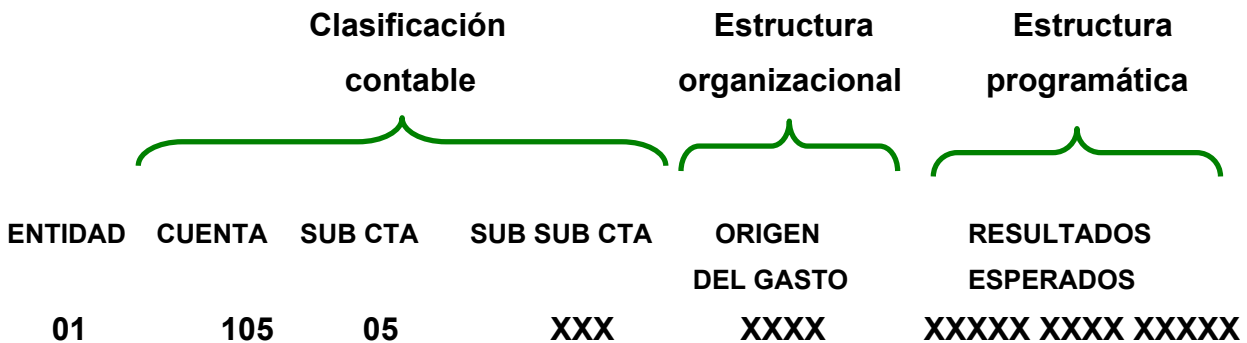 Clasificación Estructura Estructura
contable organizacional programática
ENTIDAD CUENTA SUB CTA SUB SUB CTA ORIGEN RESULTADOS
DEL GASTO ESPERADOS
01 105 05 XXX XXXX XXXXX XXXX XXXXX